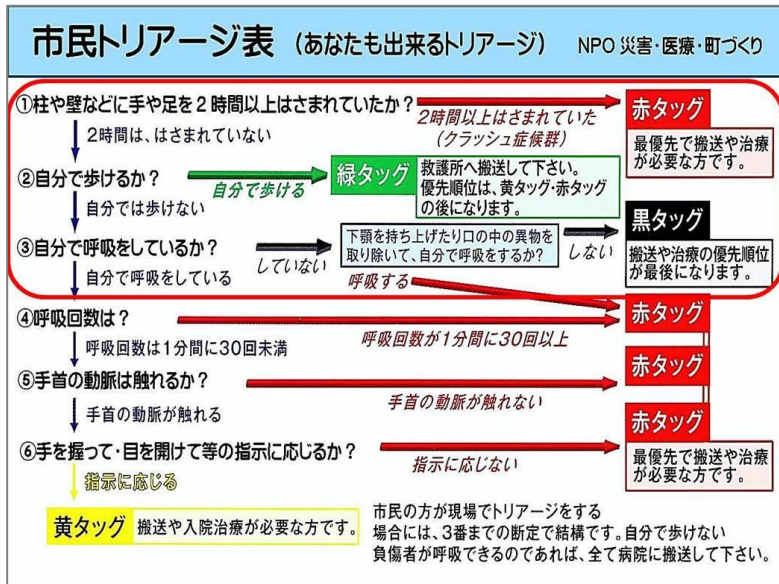 市民トリアージ表 (あなたも出来るトリアージ) NPO 災害・医療・町づくり
①柱や壁などに手や足を2時間以上はさまれていたか?
2時間以上はさまれていた
(クラッシュ症候群)
赤タッグ
最優先で搬送や治療
が必要な方です。
2時間は、はさまれていない
②自分で歩けるか?
自分で歩ける
緑タッグ
救護所へ搬送して下さい。
優先順位は、黄タッグ・赤タッグ
の後になります。
自分では歩けない
③自分で呼吸をしているか?
していない
下顎を持ち上げたり口の中の異物を
取り除いて、自分で呼吸をするか?
しない
黒タッグ
搬送や治療の優先順位
が最後になります。
呼吸する
自分で呼吸をしている
④呼吸回数は?
呼吸回数が1分間に30回以上
赤タッグ
呼吸回数は1分間に30回未満
⑤手首の動脈は触れるか?
手首の動脈が触れない
赤タッグ
手首の動脈が触れる
⑥手を握って・目を開けて等の指示に応じるか?
指示に応じない
赤タッグ
最優先で搬送や治療
が必要な方です。
指示に応じる
黄タッグ 搬送や入院治療が必要な方です。
市民の方が現場でトリアージをする
場合には、3番までの断定で結構です。自分で歩けない
負傷者が呼吸できるのであれば、全て病院に搬送して下さい。